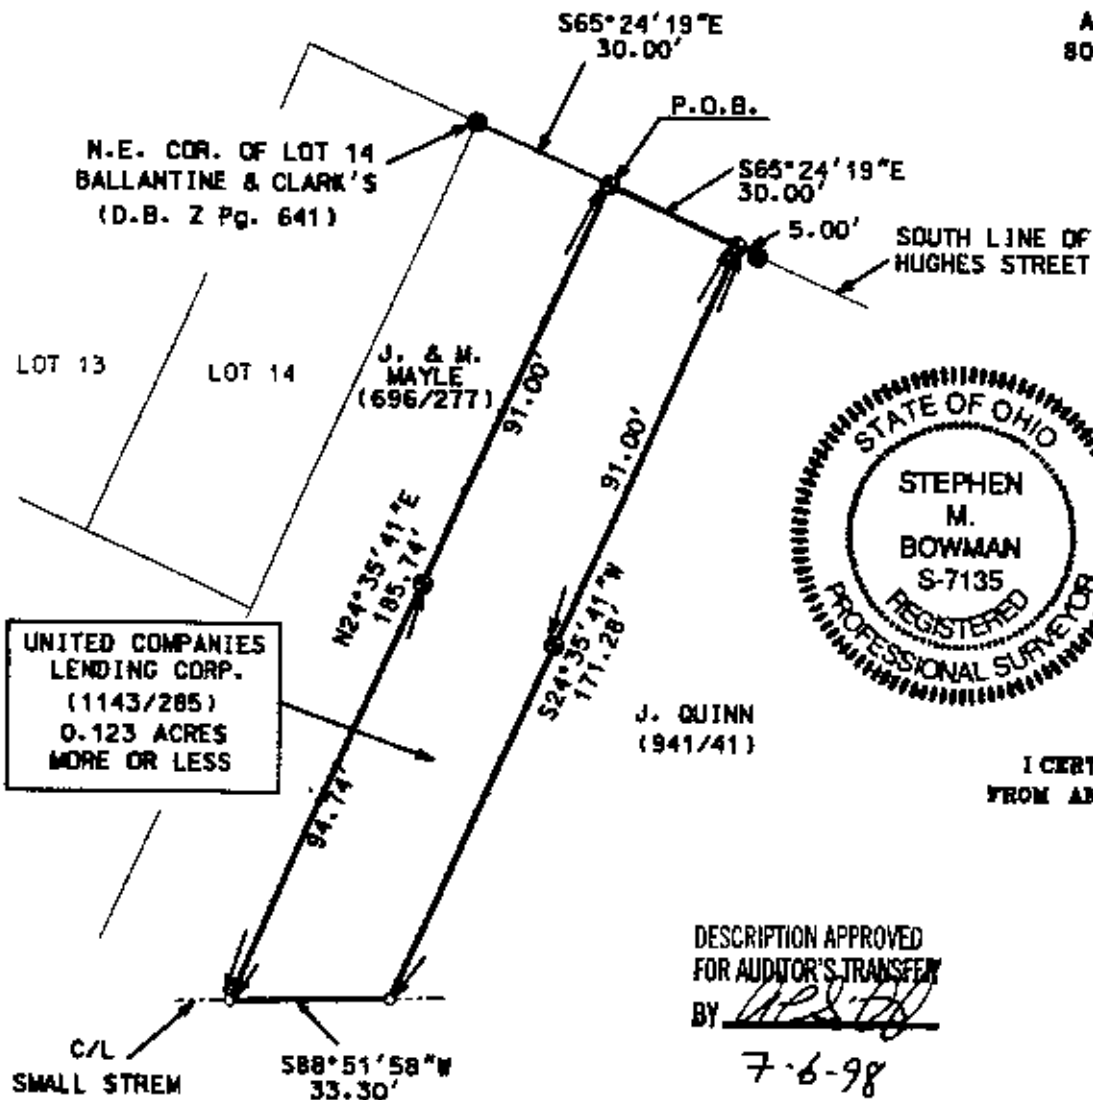 S65°24'19"E
30.00'
A
80
P.O.B.
N.E. COR. OF LOT 14
BALLANTINE & CLARK'S
(D.B. Z Pg. 641)
S65°24'19"E
30.00'
5.00'
SOUTH LINE OF
HUGHES STREET
LOT 13
LOT 14
J. & M.
MAYLE
(696/277)
91.00'
91.00'
STATE OF OHIO
STEPHEN
M.
BOWMAN
S-7135
REGISTERED
PROFESSIONAL SURVEYOR
N24°35'41"E
185.74'
S24°35'41"W
171.28'
UNITED COMPANIES
LENDING CORP.
(1143/285)
0.123 ACRES
MORE OR LESS
J. QUINN
(941/41)
I CERT
FROM AN
94.74'
DESCRIPTION APPROVED
FOR AUDITOR'S TRANSFER
BY
7-6-98
C/L
SMALL STREM
S88°51'58"W
33.30'